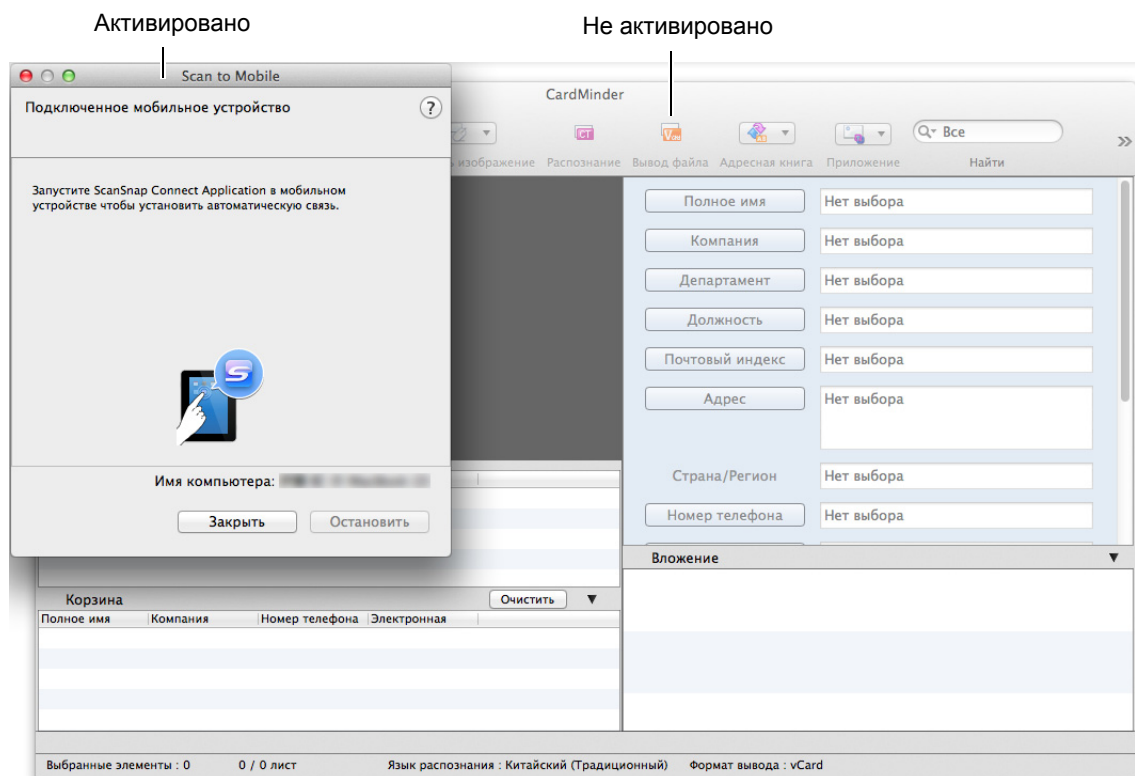 Активировано
Не активировано
Scan to Mobile
Подключенное мобильное устройство
?
Запустите ScanSnap Connect Application в мобильном
устройстве чтобы установить автоматическую связь.
S
Имя компьютера:
Закрыть
Остановить
CardMinder
CT
Все
изображение
Распознание
Вывод файла
Адресная книга
Приложение
Найти
Полное имя
Нет выбора
Компания
Нет выбора
Департамент
Нет выбора
Должность
Нет выбора
Почтовый индекс
Нет выбора
Адрес
Нет выбора
Страна/Регион
Нет выбора
Номер телефона
Нет выбора
Вложение
Корзина
Очистить
Полное имя
Компания
Номер телефона
Электронная
Выбранные элементы : 0
0 / 0 лист
Язык распознания : Китайский (Традиционный)
Формат вывода : vCard